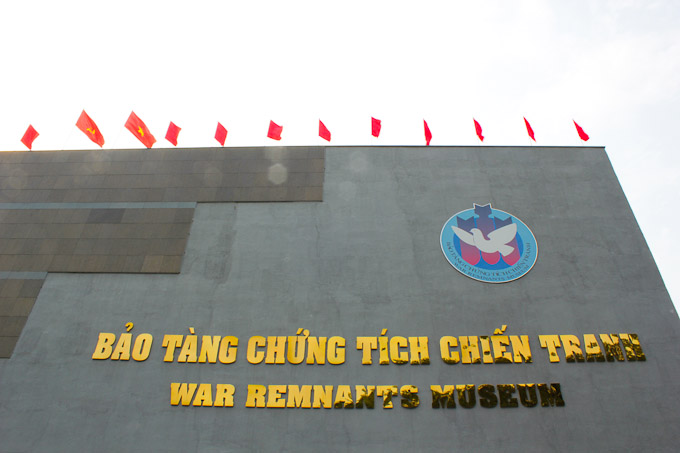 BẢO TÀNG CHỨNG TÍCH CHIẾN TRANH
WAR REMNANTS MUSEUM